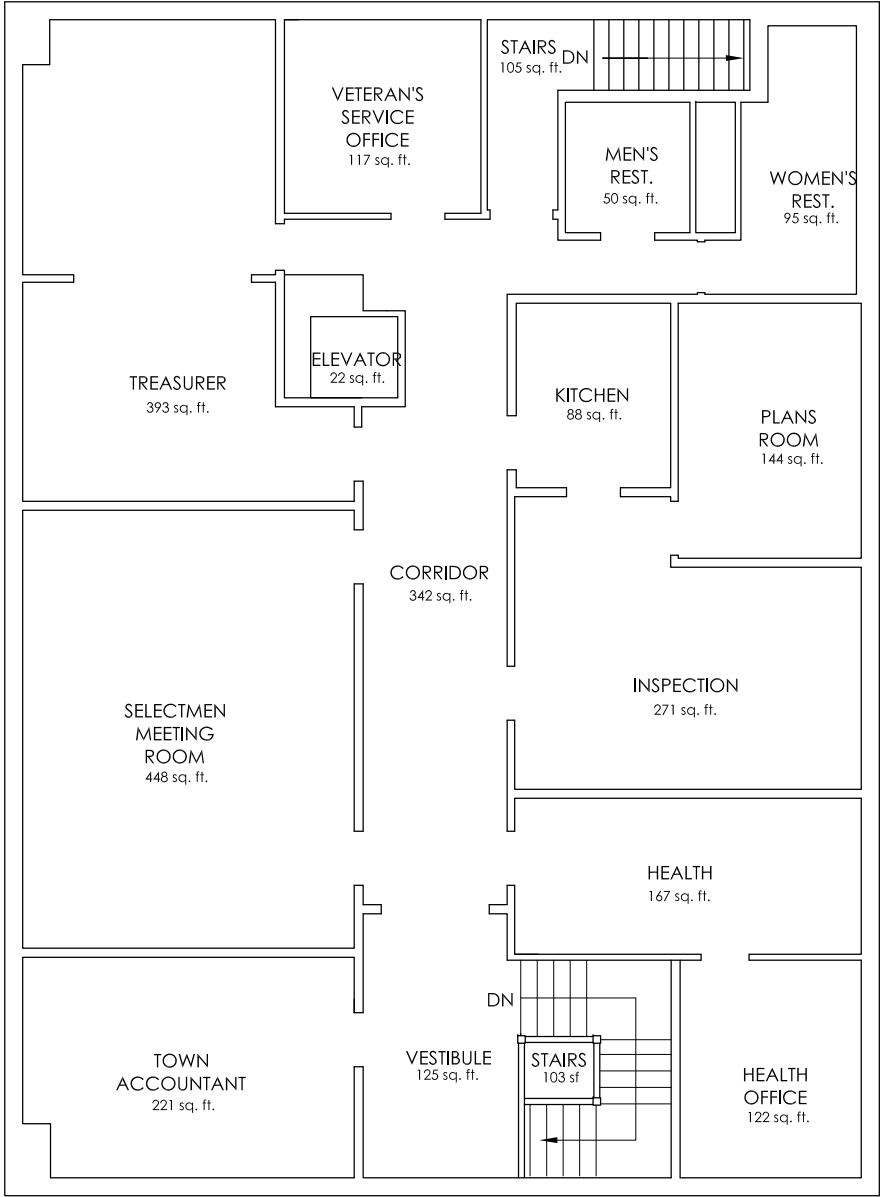 STAIRS
105 sq. ft.
DN
VETERAN'S
SERVICE
OFFICE
117 sq. ft.
MEN'S
REST.
50 sq. ft.
WOMEN'S
REST.
95 sq. ft.
ELEVATOR
22 sq. ft.
TREASURER
393 sq. ft.
KITCHEN
88 sq. ft.
PLANS
ROOM
144 sq. ft.
CORRIDOR
342 sq. ft.
INSPECTION
271 sq. ft.
SELECTMEN
MEETING
ROOM
448 sq. ft.
HEALTH
167 sq. ft.
DN
TOWN
ACCOUNTANT
221 sq. ft.
VESTIBULE
125 sq. ft.
STAIRS
103 sf
HEALTH
OFFICE
122 sq. ft.